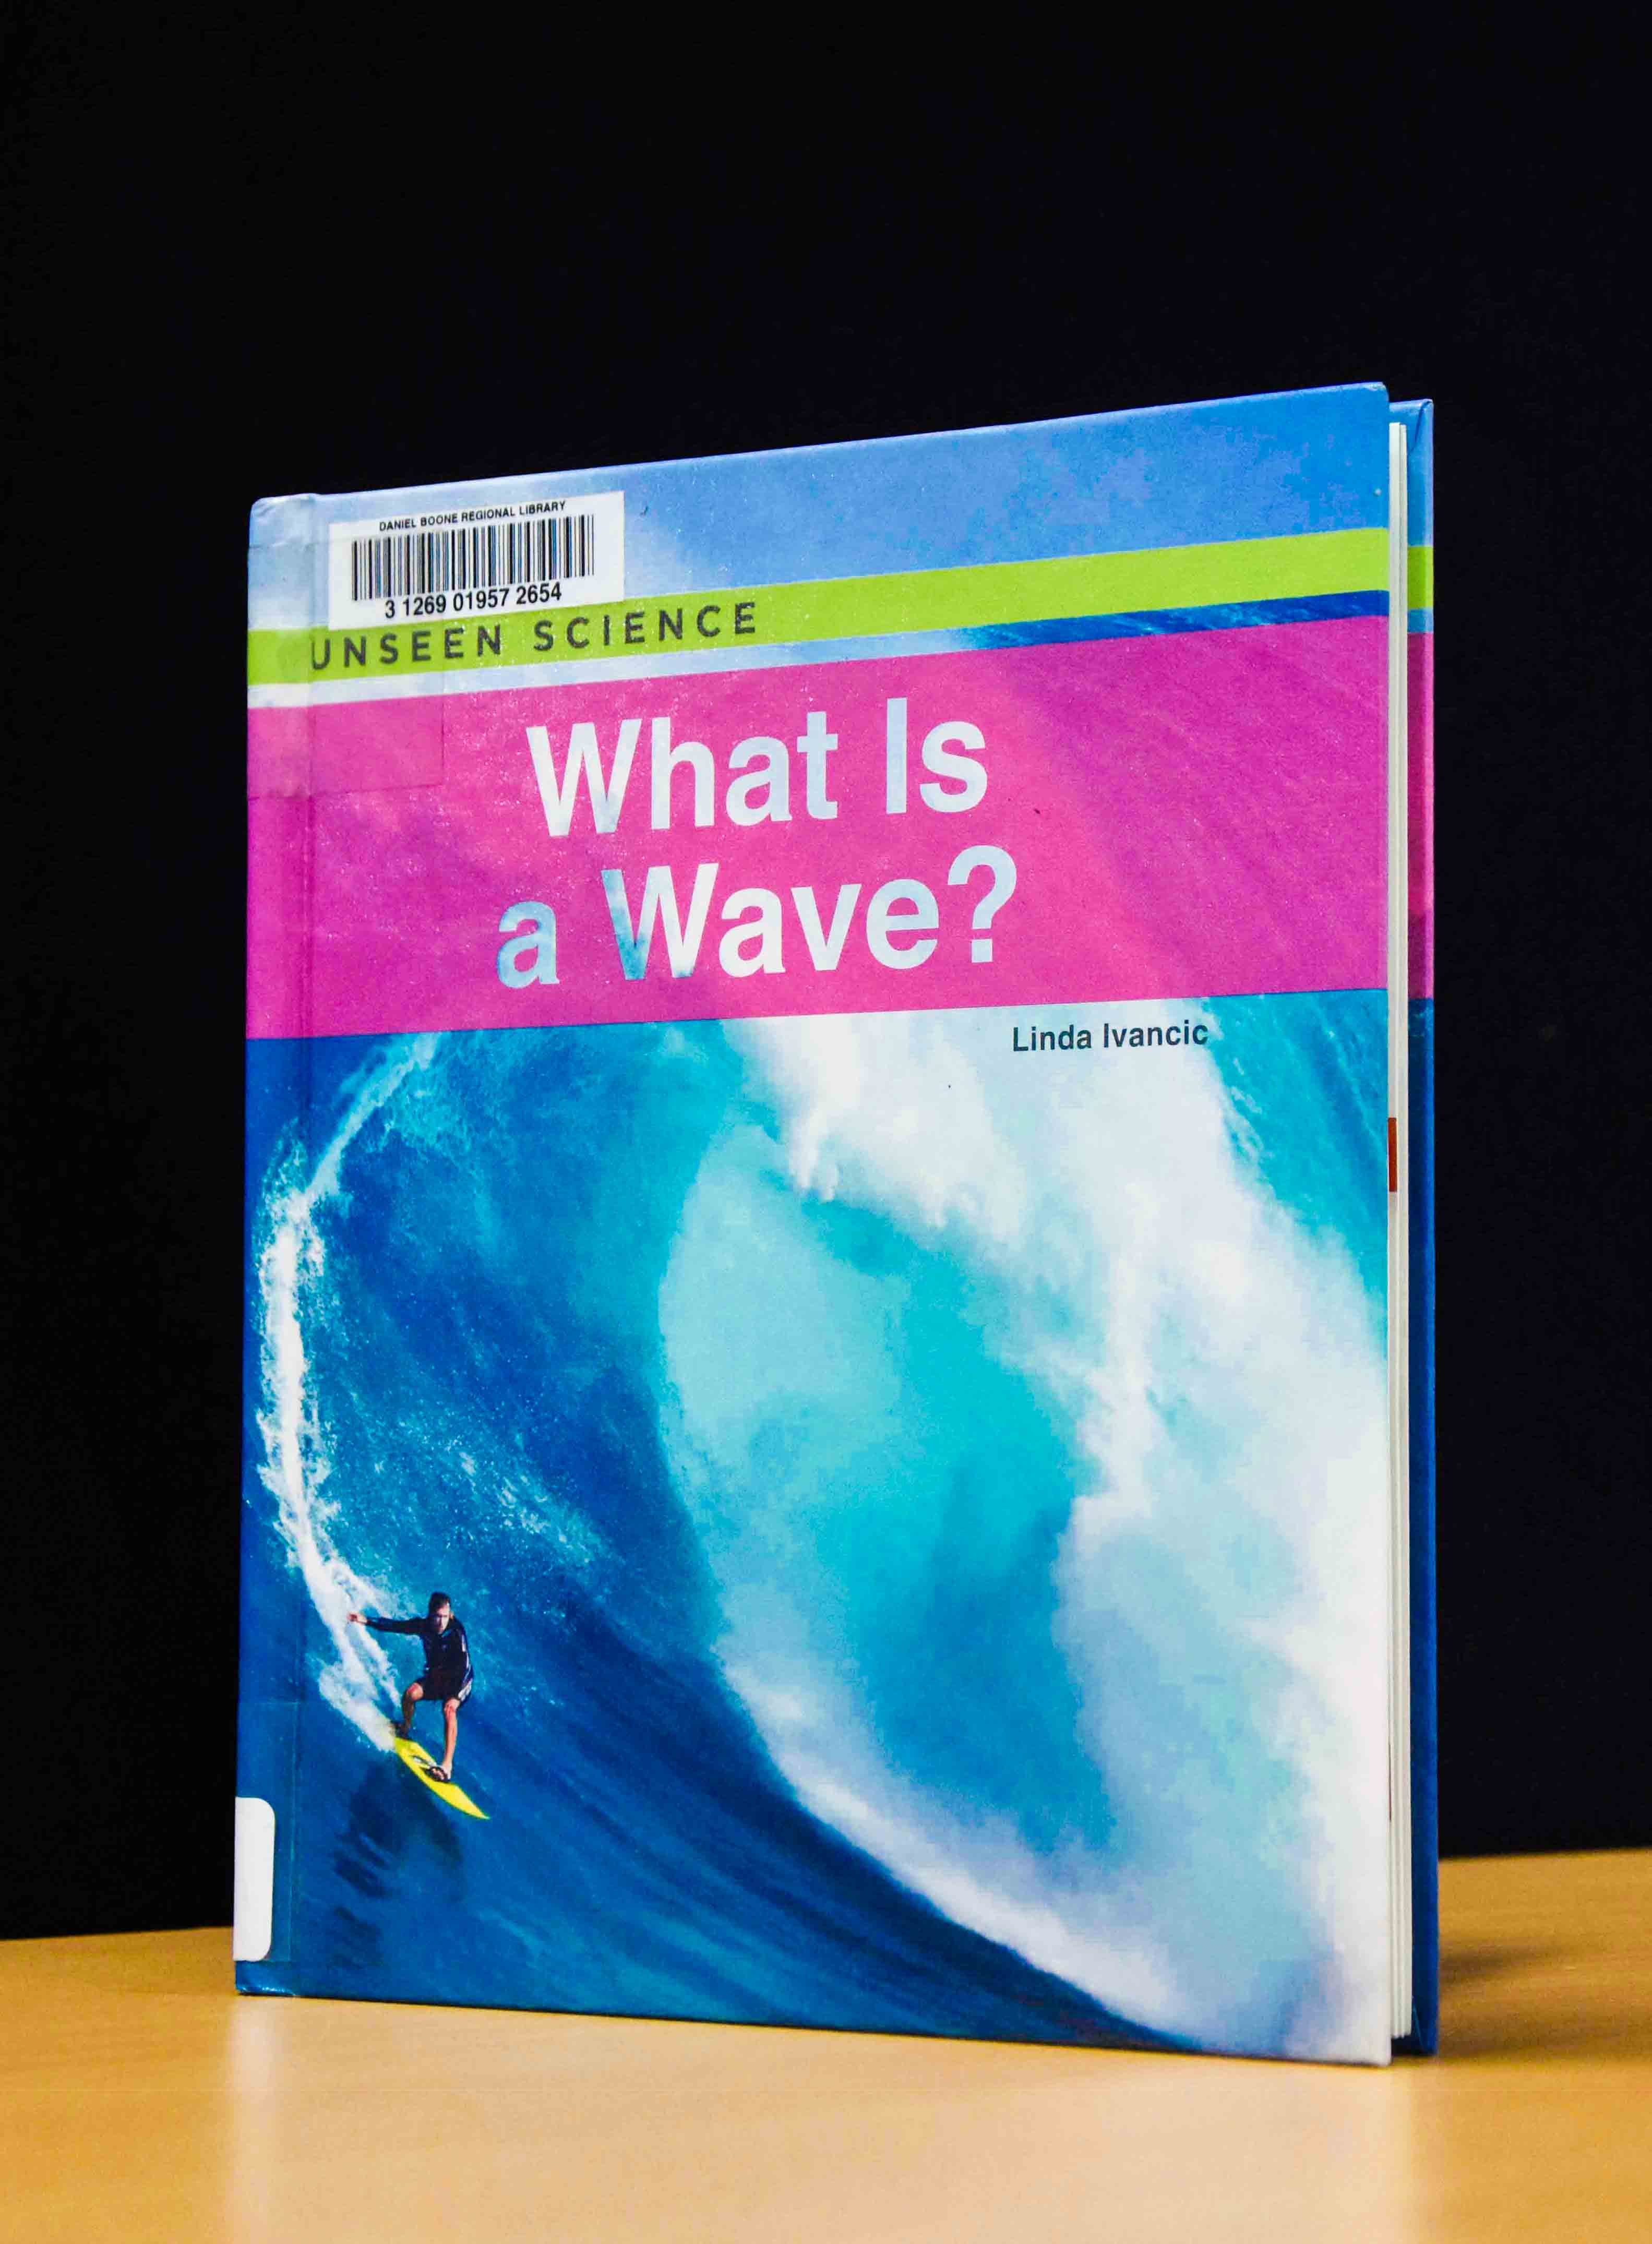 DANIEL BOONE REGIONAL LIBRARY
3 1269 01957 2654
UNSEEN SCIENCE
What Is
a Wave?
Linda Ivancic